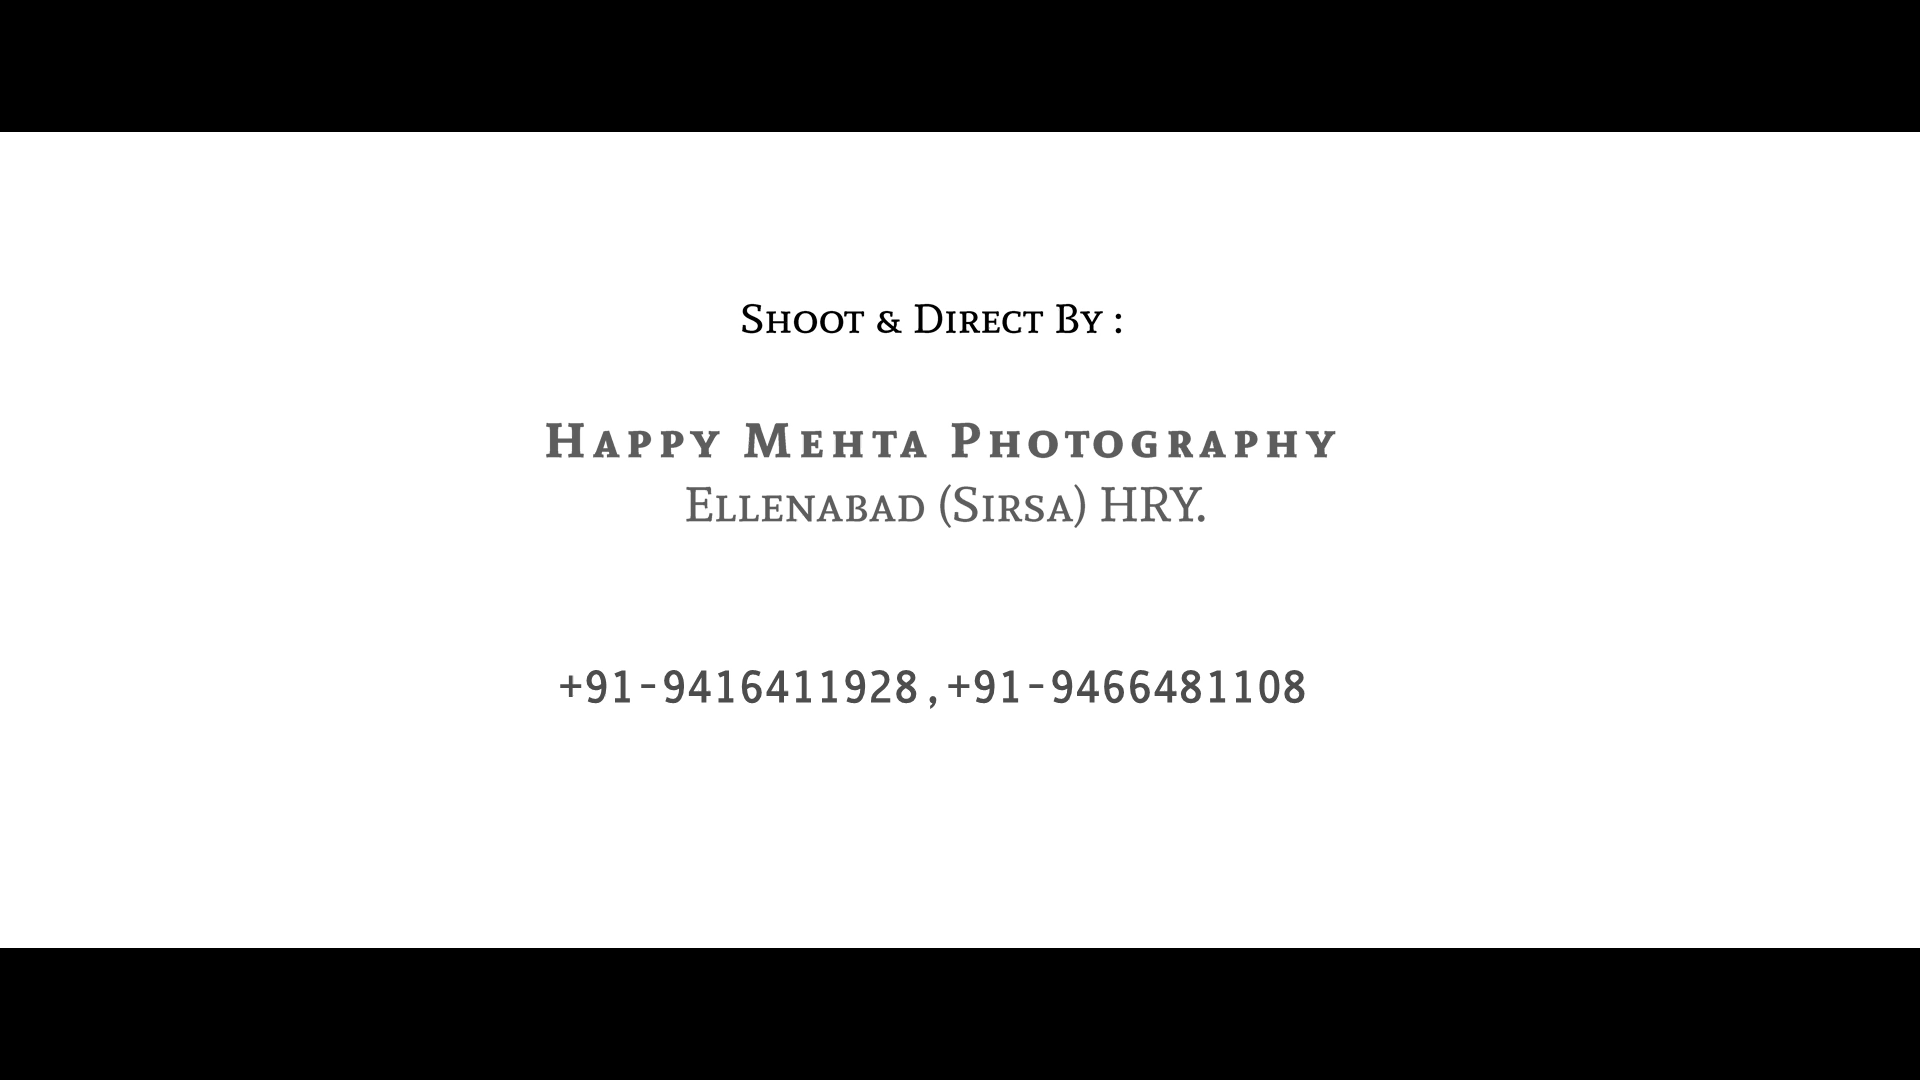 Shoot & Direct By :
Happy Mehta Photography
Ellenabad (Sirsa) HRY.
+91-9416411928,+91-9466481108